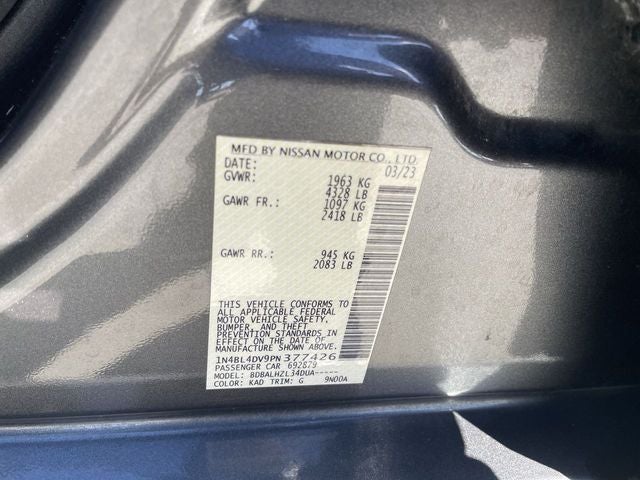 MFD BY NISSAN MOTOR CO., LTD.
DATE: 03/23
GVWR: 1963 KG
4328 LB
GAWR FR.: 1097 KG
2418 LB
GAWR RR.: 945 KG
2083 LB
THIS VEHICLE CONFORMS TO
ALL APPLICABLE FEDERAL
MOTOR VEHICLE SAFETY,
BUMPER, AND THEFT
PREVENTION STANDARDS IN
EFFECT ON THE DATE OF
MANUFACTURE SHOWN ABOVE.
1N4BL4DV9PN377426
PASSENGER CAR 692879
MODEL: BDBALHZL34DUA-----
COLOR: KAD TRIM: G 9N00A